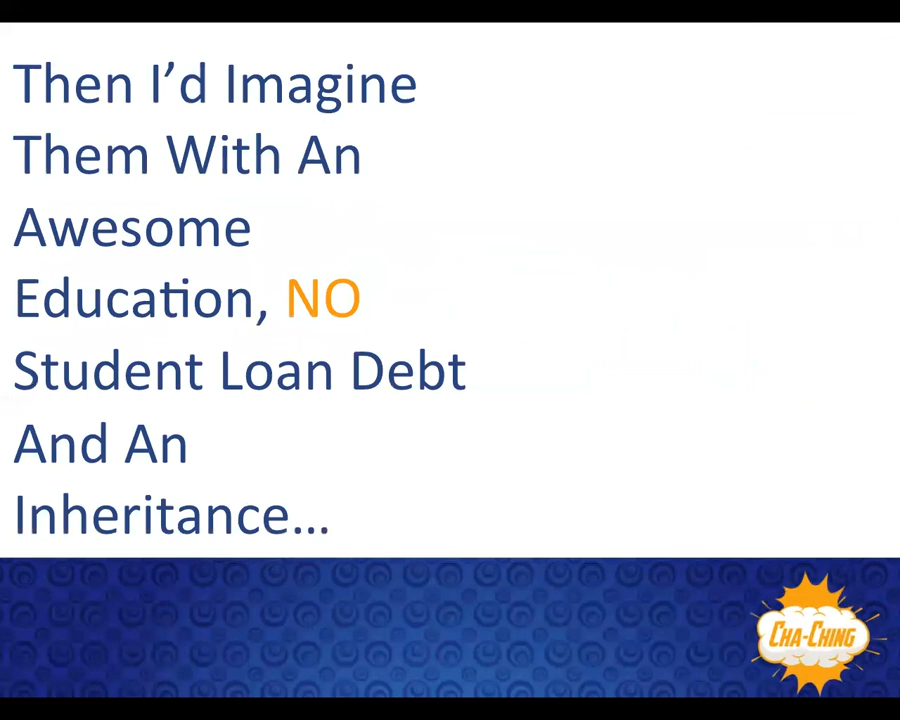 Then I’d Imagine
Them With An
Awesome
Education, NO
Student Loan Debt
And An
Inheritance…
CHA-CHING